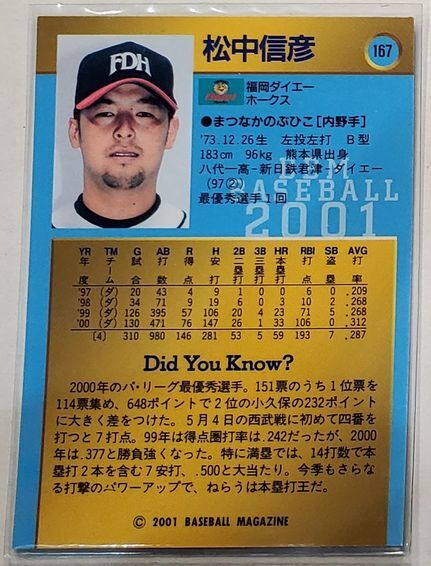 松中信彦
167
FDH
福岡ダイエー
ホークス
●まつなかのぶひこ[内野手]
'73.12.26生 左投左打 B型
183cm 96kg 熊本県出身
八代一高-新日鉄君津-ダイエー
(97②)
最優秀選手1回
BBM
BASEBALL
2001
YR TM G AB R H 2B 3B HR RBI SB AVG
年度 チーム 試合 打数 得点 安打 二塁打 三塁打 本塁打 打点 盗塁 打率
'97 (ダ) 20 43 4 9 1 0 0 6 0 .209
'98 (ダ) 34 71 9 19 6 0 3 10 2 .268
'99 (ダ) 126 395 57 106 20 4 23 71 5 .268
'00 (ダ) 130 471 76 147 26 1 33 106 0 .312
[4] 310 980 146 281 53 5 59 193 7 .287
Did You Know?
2000年のパ・リーグ最優秀選手。151票のうち1位票を
114票集め、648ポイントで2位の小久保の232ポイント
に大きく差をつけた。5月4日の西武戦に初めて四番を
打つと7打点。99年は得点圏打率は.242だったが、2000
年は.377と勝負強くなった。特に満塁では、14打数で本
塁打2本を含む7安打、.500と大当たり。今季もさらな
る打撃のパワーアップで、ねらうは本塁打王だ。
© 2001 BASEBALL MAGAZINE